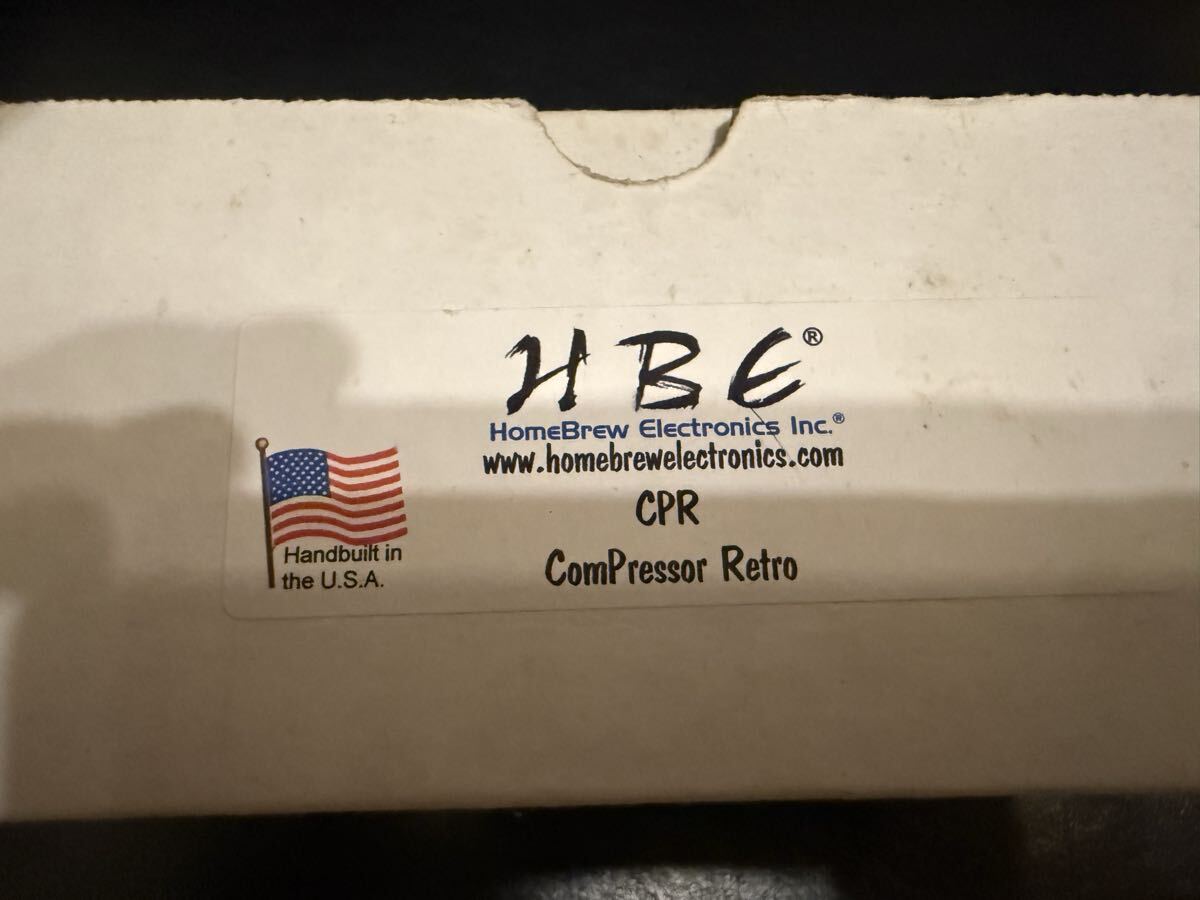 HBE®
HomeBrew Electronics Inc.®
www.homebrewelectronics.com
CPR
ComPressor Retro
Handbuilt in
the U.S.A.